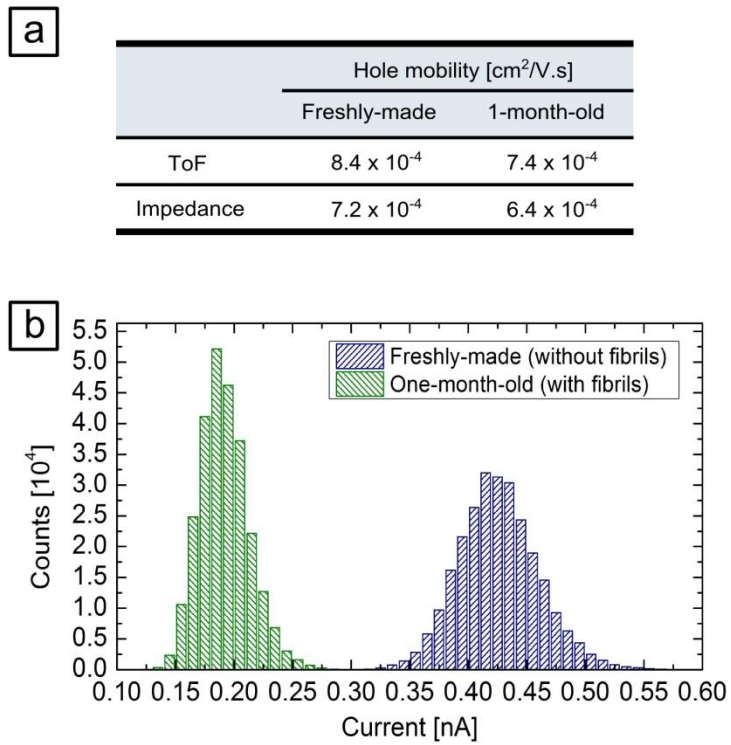 a
Hole mobility [cm²/V.s]
Freshly-made 1-month-old
ToF 8.4 x 10⁻⁴ 7.4 x 10⁻⁴
Impedance 7.2 x 10⁻⁴ 6.4 x 10⁻⁴
b
Freshly-made (without fibrils)
One-month-old (with fibrils)
Counts [10⁴]
5.5
5.0
4.5
4.0
3.5
3.0
2.5
2.0
1.5
1.0
0.5
0.0
0.10 0.15 0.20 0.25 0.30 0.35 0.40 0.45 0.50 0.55 0.60
Current [nA]